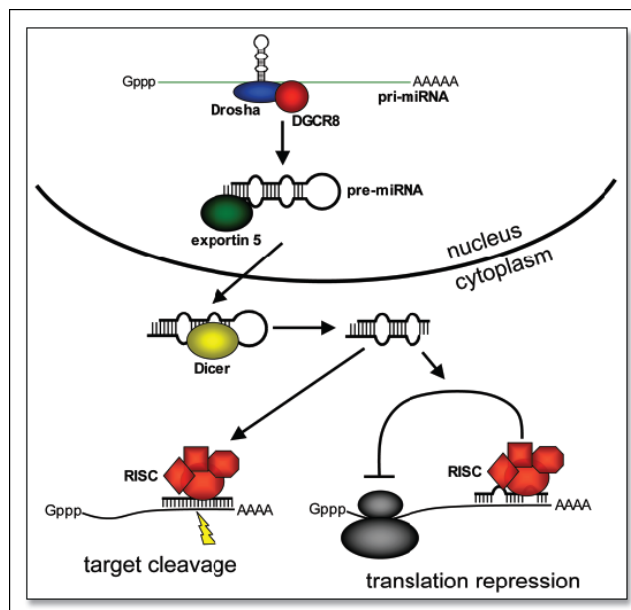 Gppp
AAAAA
pri-miRNA
Drosha
DGCR8
pre-miRNA
exportin 5
nucleus
cytoplasm
Dicer
RISC
RISC
Gppp
AAAA
Gppp
AAAA
target cleavage
translation repression